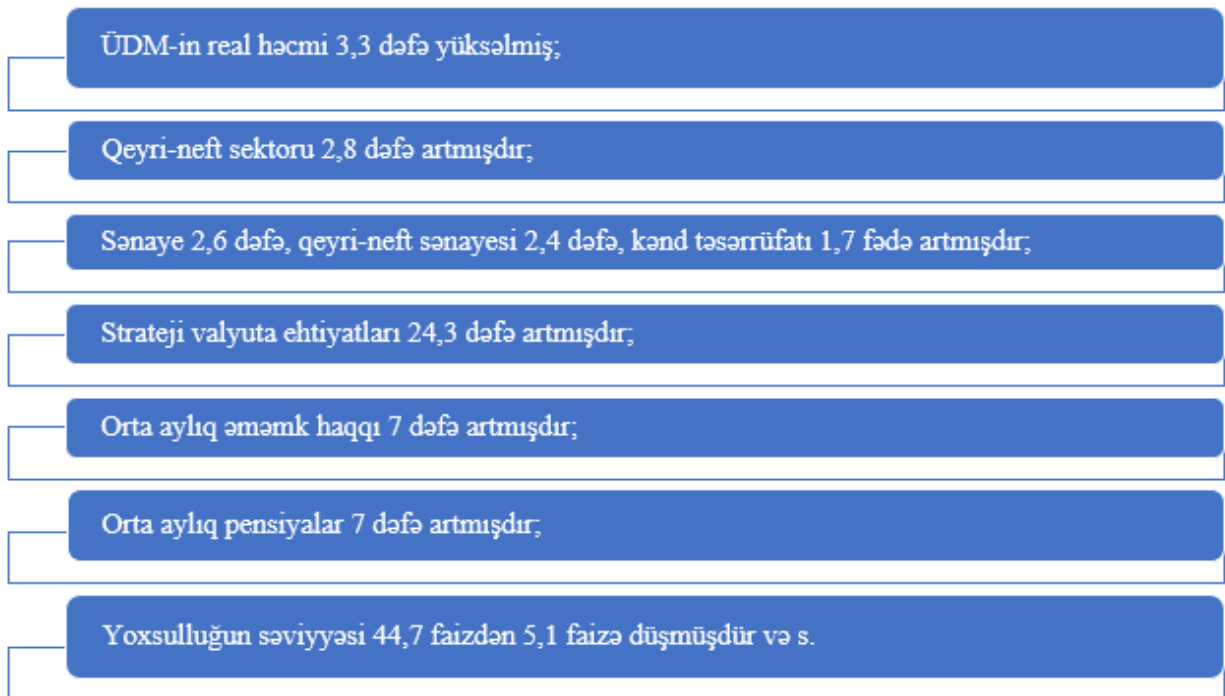 ÜDM-in real həcmi 3,3 dəfə yüksəlmiş;
Qeyri-neft sektoru 2,8 dəfə artmışdır;
Sənaye 2,6 dəfə, qeyri-neft sənayesi 2,4 dəfə, kənd təsərrüfatı 1,7 fədə artmışdır;
Strateji valyuta ehtiyatları 24,3 dəfə artmışdır;
Orta aylıq əməmk haqqı 7 dəfə artmışdır;
Orta aylıq pensiyalar 7 dəfə artmışdır;
Yoxsulluğun səviyyəsi 44,7 faizdən 5,1 faizə düşmüşdür və s.